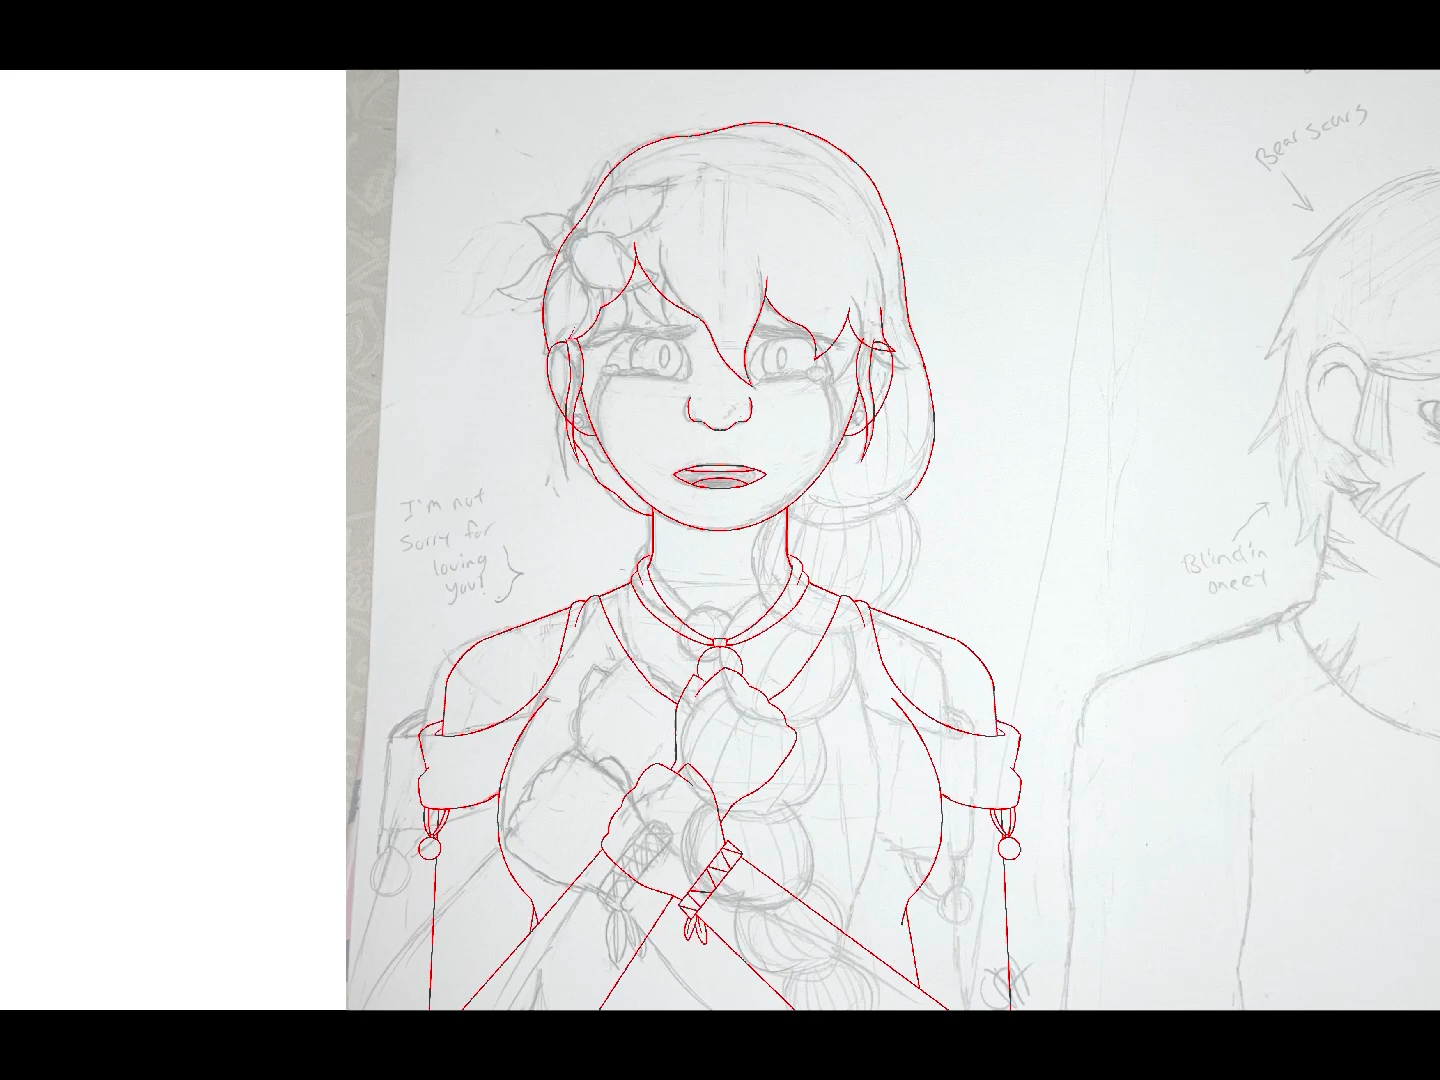 Bear scars
I'm not
Sorry for
loving
you!
Blind in
one ey